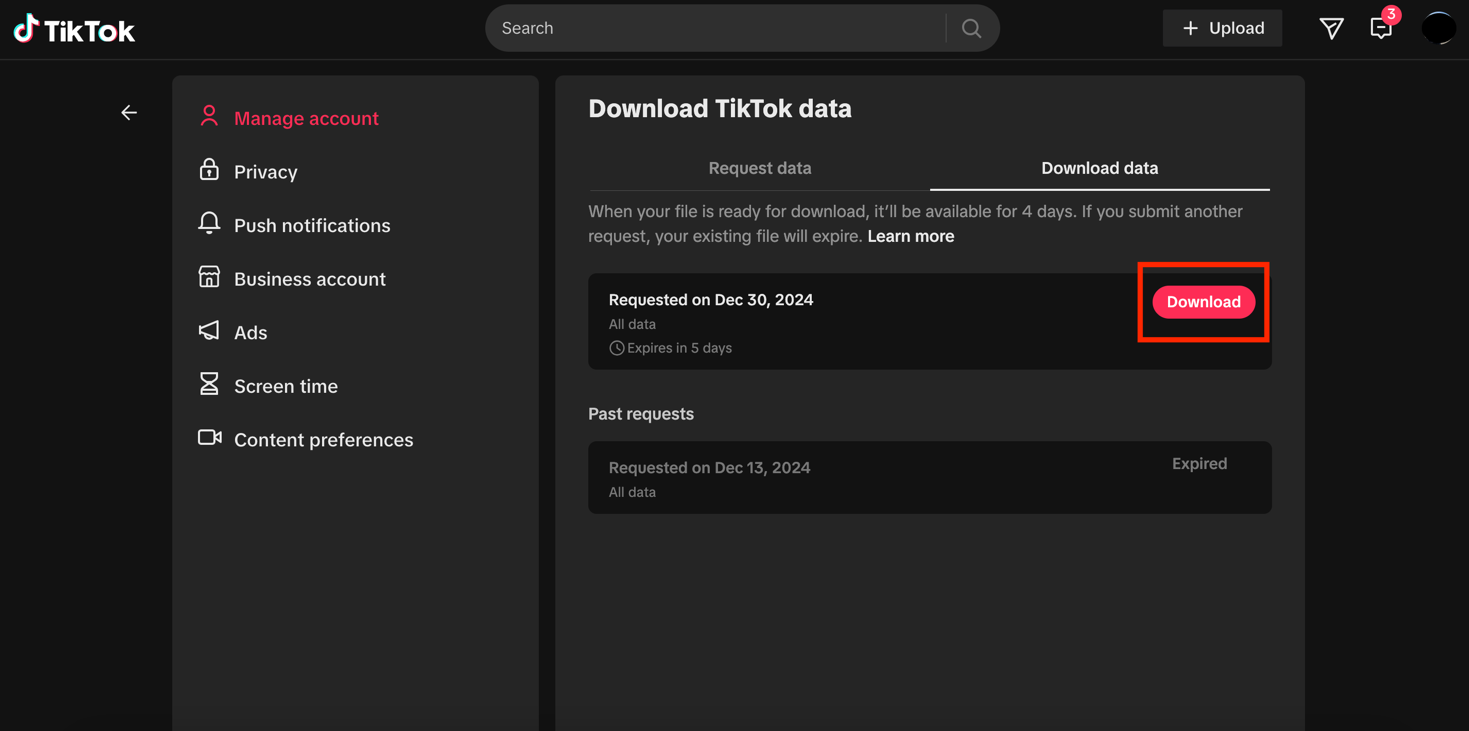 TikTok
Search
Upload
3
Manage account
Privacy
Push notifications
Business account
Ads
Screen time
Content preferences
Download TikTok data
Request data
Download data
When your file is ready for download, it’ll be available for 4 days. If you submit another
request, your existing file will expire. Learn more
Requested on Dec 30, 2024
Download
All data
Expires in 5 days
Past requests
Requested on Dec 13, 2024
Expired
All data